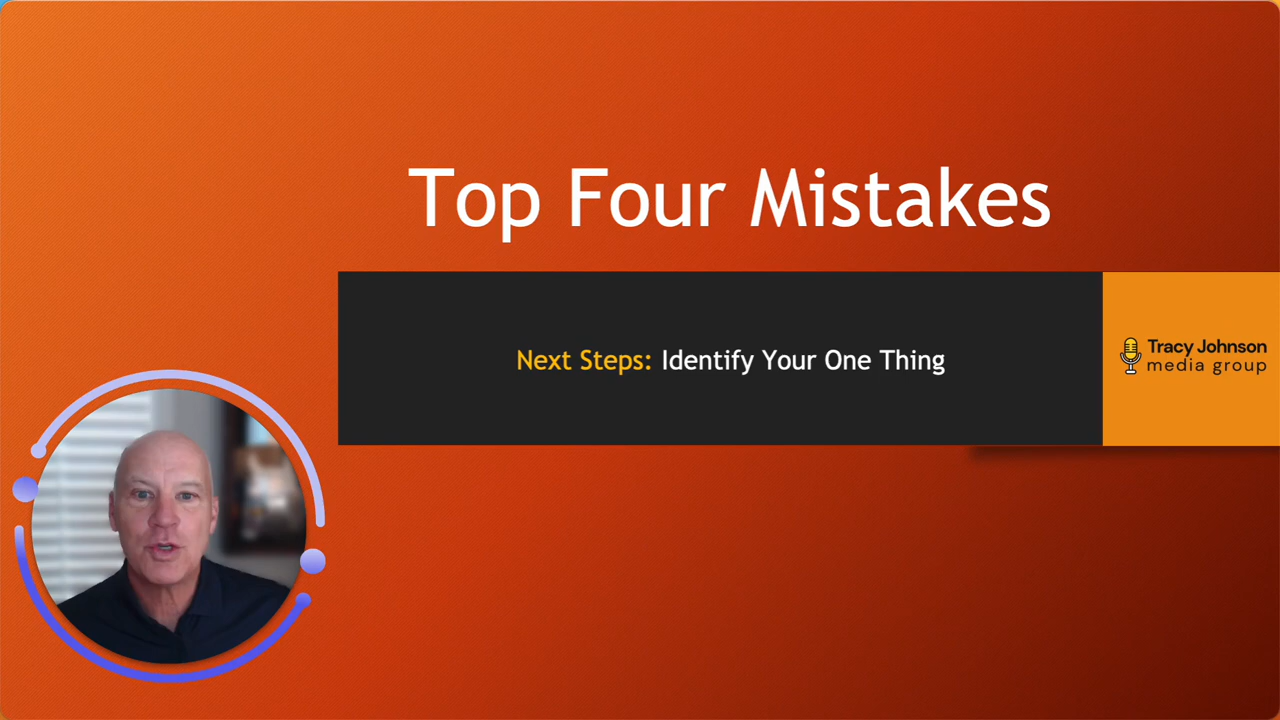 Top Four Mistakes
Next Steps: Identify Your One Thing
Tracy Johnson
media group